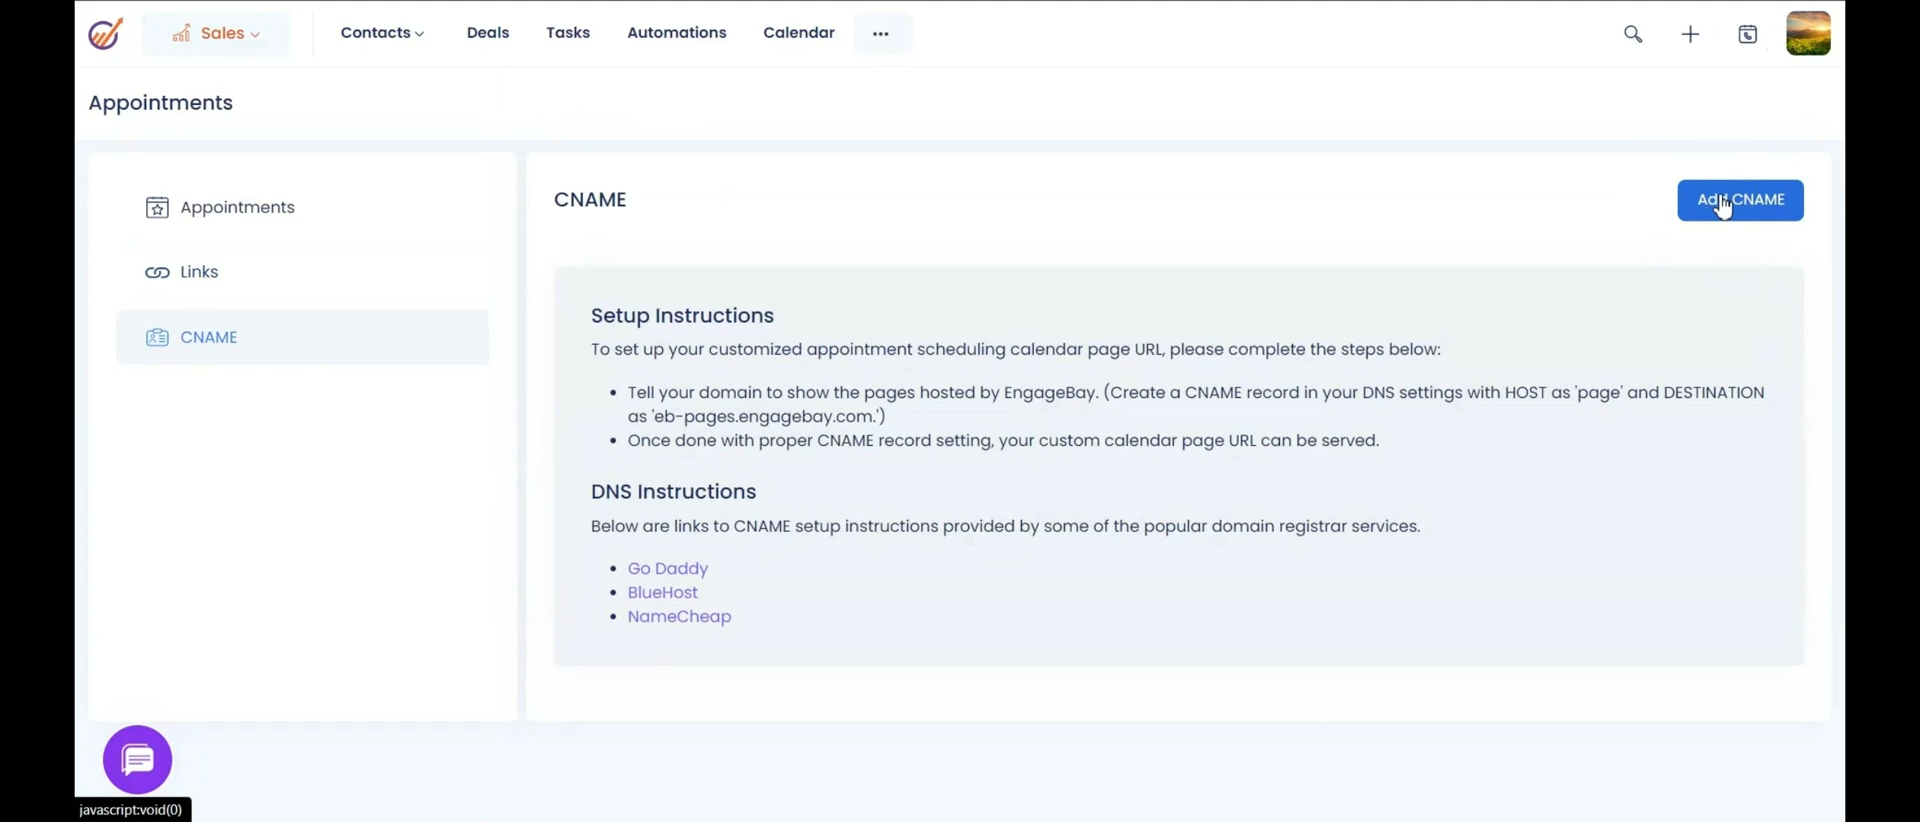 Sales
Contacts
Deals
Tasks
Automations
Calendar
Appointments
Appointments
Links
CNAME
CNAME
Add CNAME
Setup Instructions
To set up your customized appointment scheduling calendar page URL, please complete the steps below:
• Tell your domain to show the pages hosted by EngageBay. (Create a CNAME record in your DNS settings with HOST as 'page' and DESTINATION
as 'eb-pages.engagebay.com.')
• Once done with proper CNAME record setting, your custom calendar page URL can be served.
DNS Instructions
Below are links to CNAME setup instructions provided by some of the popular domain registrar services.
• Go Daddy
• BlueHost
• NameCheap
javascript:void(0)